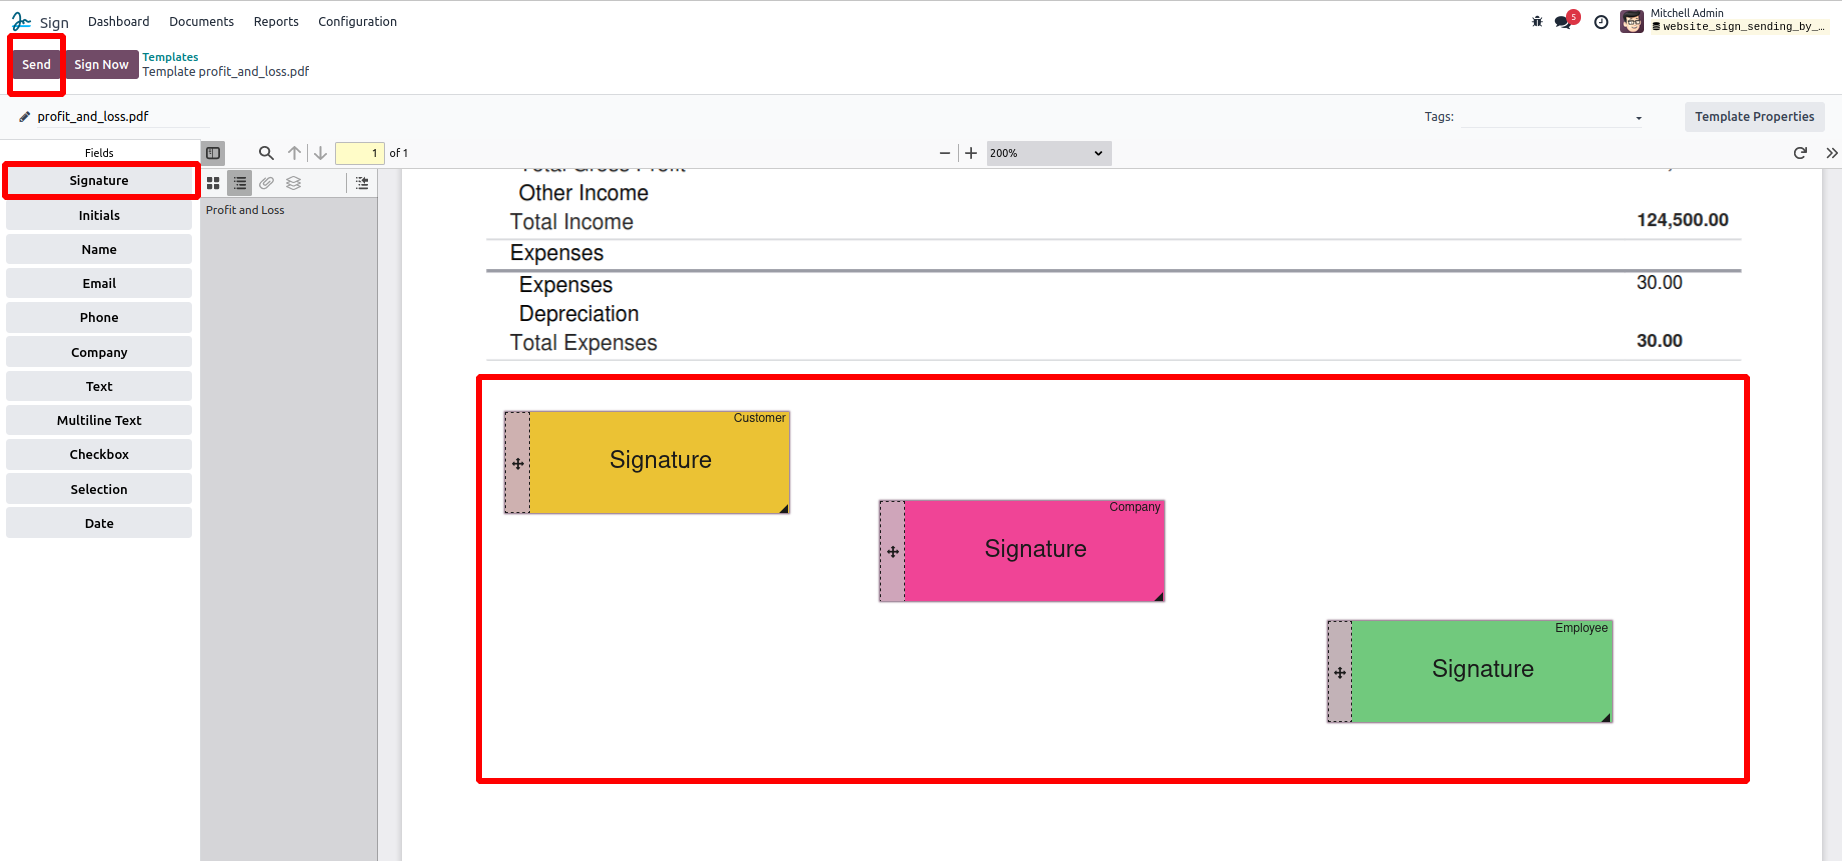 Sign Dashboard Documents Reports Configuration
5
Mitchell Admin
website_sign_sending_by_...
Send Sign Now
Templates
Template profit_and_loss.pdf
profit_and_loss.pdf
Tags:
Template Properties
Fields
1 of 1
200%
Signature
Initials
Name
Email
Phone
Company
Text
Multiline Text
Checkbox
Selection
Date
Profit and Loss
Total Gross Profit
Other Income
Total Income 124,500.00
Expenses
Expenses 30.00
Depreciation
Total Expenses 30.00
Customer
Signature
Company
Signature
Employee
Signature